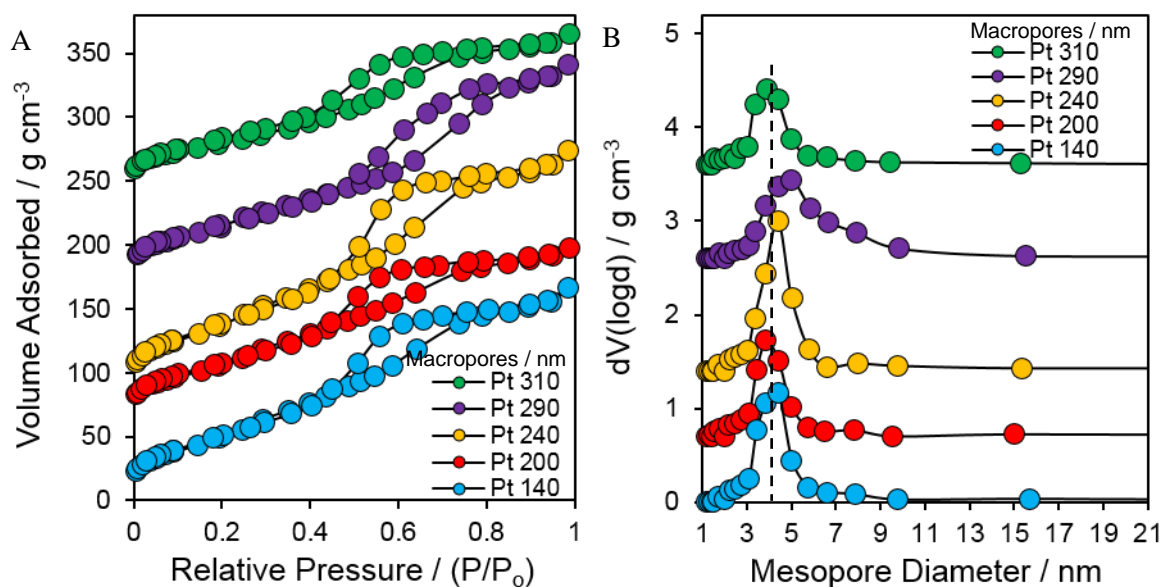 A
Volume Adsorbed / g cm⁻³
350
300
250
200
150
100
50
0
0
0.2
0.4
0.6
0.8
1
Relative Pressure / (P/Pₒ)
Macropores / nm
Pt 310
Pt 290
Pt 240
Pt 200
Pt 140
B
dV(logd) / g cm⁻³
5
4
3
2
1
0
1
3
5
7
9
11
13
15
17
19
21
Mesopore Diameter / nm
Macropores / nm
Pt 310
Pt 290
Pt 240
Pt 200
Pt 140